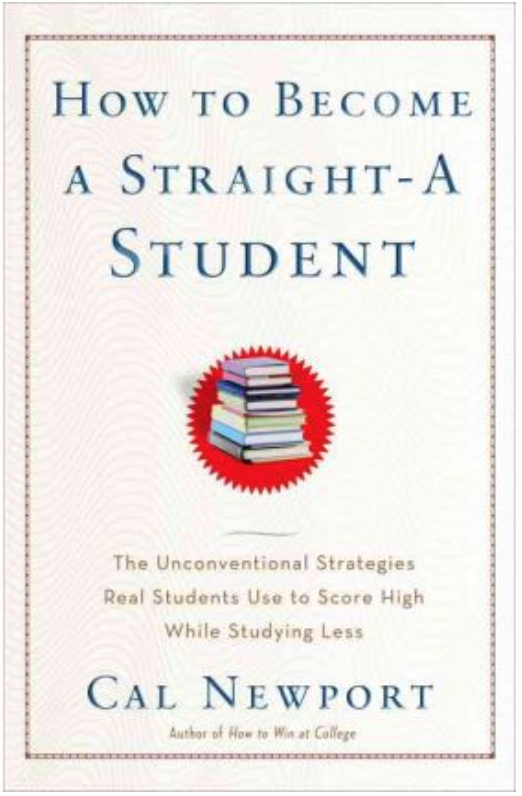 HOW TO BECOME
A STRAIGHT-A
STUDENT
The Unconventional Strategies
Real Students Use to Score High
While Studying Less
CAL NEWPORT
Author of How to Win at College